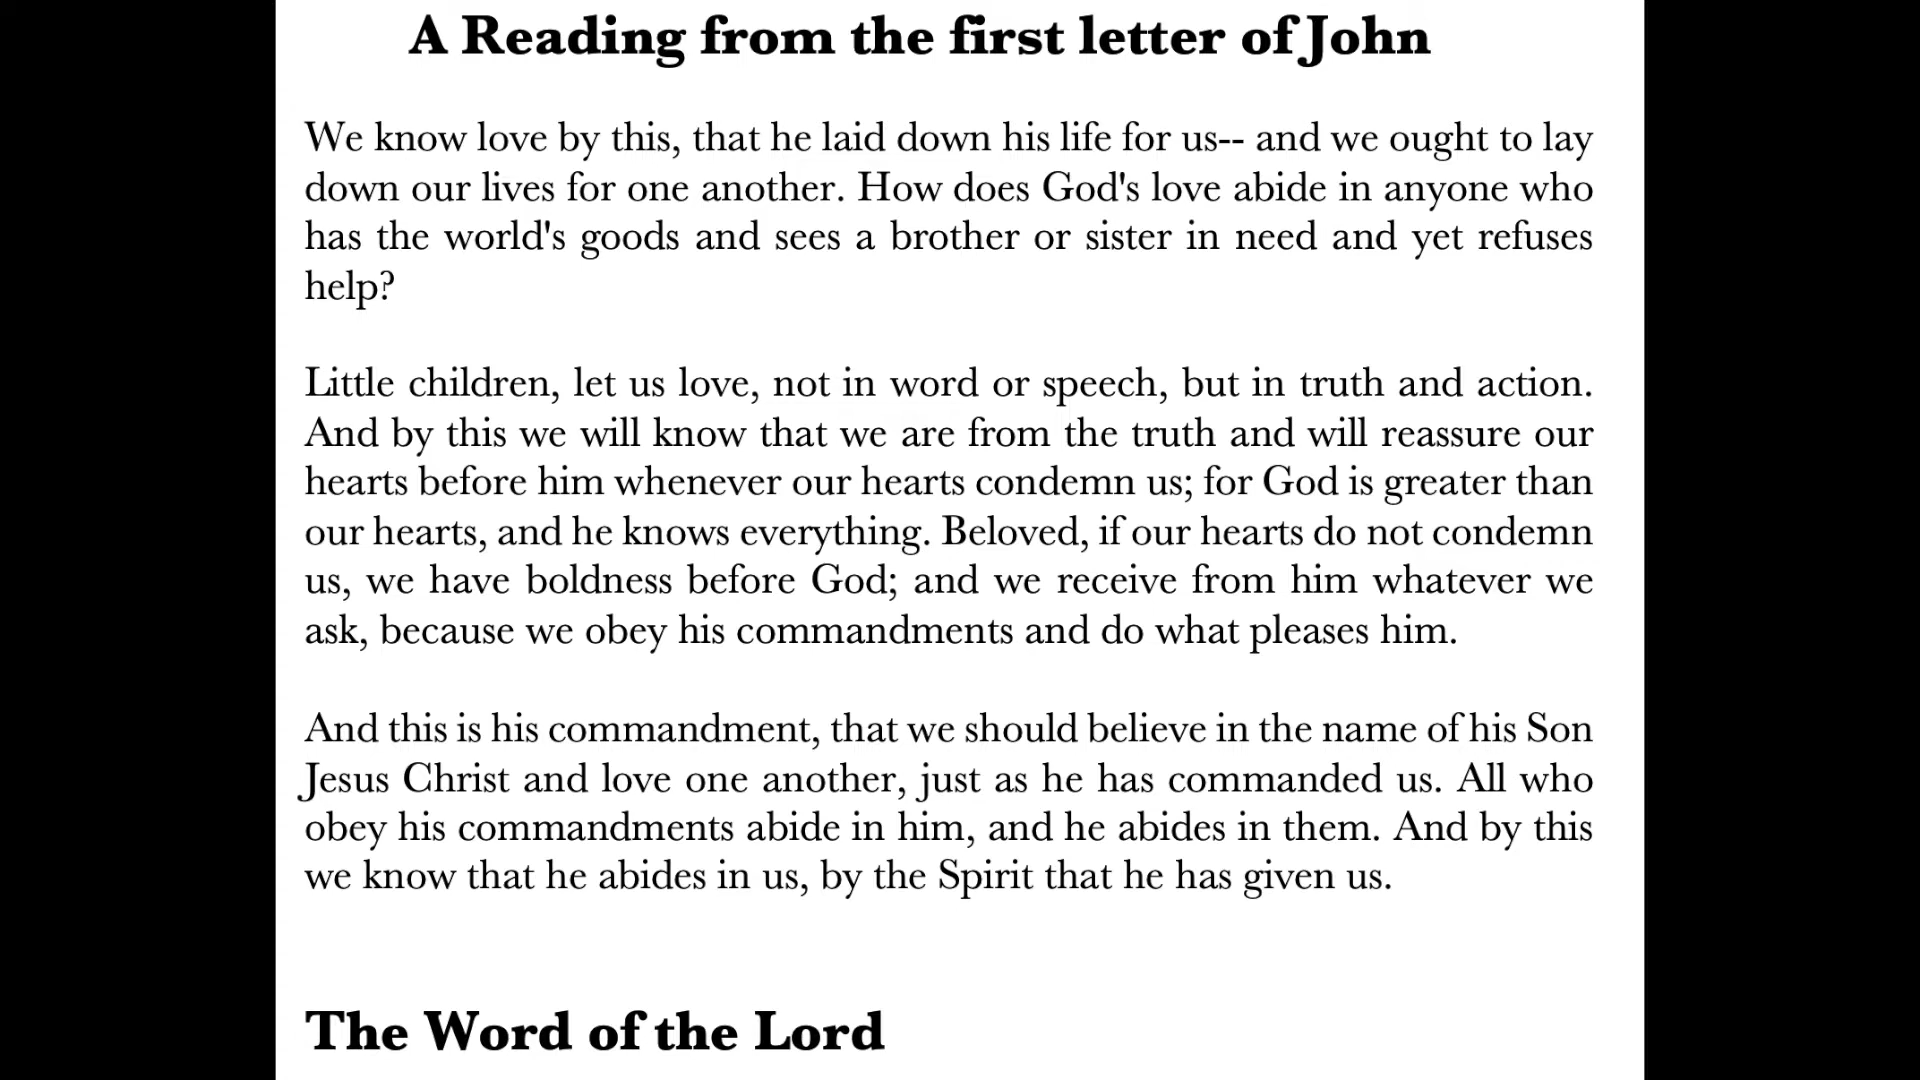 A Reading from the first letter of John
We know love by this, that he laid down his life for us-- and we ought to lay
down our lives for one another. How does God's love abide in anyone who
has the world's goods and sees a brother or sister in need and yet refuses
help?
Little children, let us love, not in word or speech, but in truth and action.
And by this we will know that we are from the truth and will reassure our
hearts before him whenever our hearts condemn us; for God is greater than
our hearts, and he knows everything. Beloved, if our hearts do not condemn
us, we have boldness before God; and we receive from him whatever we
ask, because we obey his commandments and do what pleases him.
And this is his commandment, that we should believe in the name of his Son
Jesus Christ and love one another, just as he has commanded us. All who
obey his commandments abide in him, and he abides in them. And by this
we know that he abides in us, by the Spirit that he has given us.
The Word of the Lord